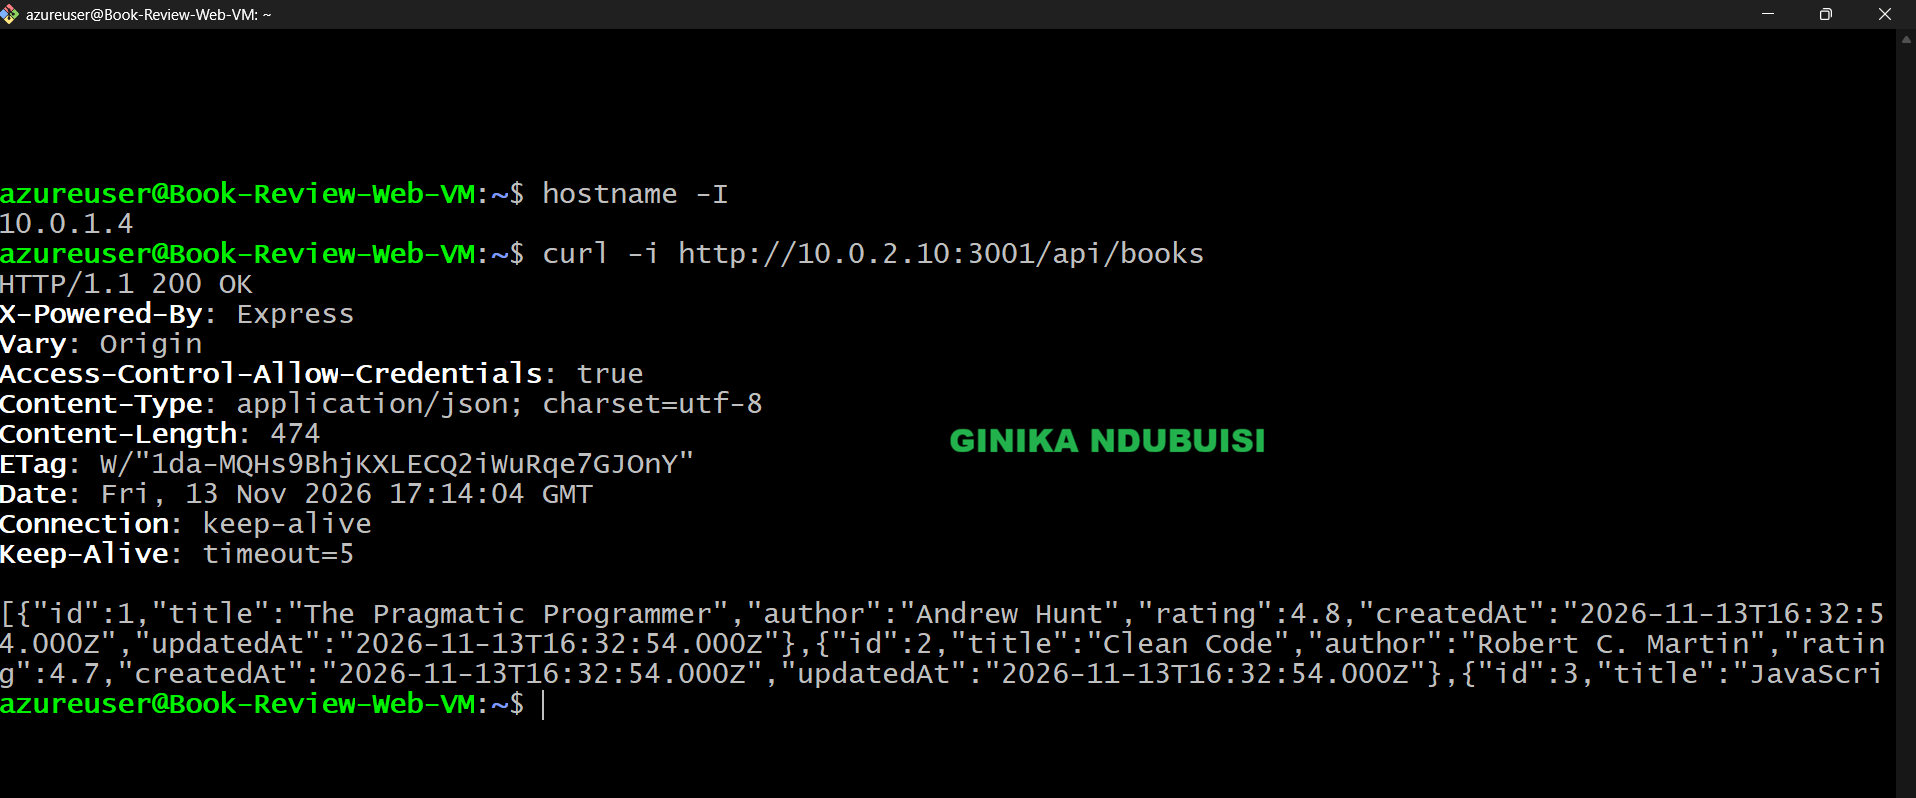 azureuser@Book-Review-Web-VM: ~
azureuser@Book-Review-Web-VM:~$ hostname -I
10.0.1.4
azureuser@Book-Review-Web-VM:~$ curl -i http://10.0.2.10:3001/api/books
HTTP/1.1 200 OK
X-Powered-By: Express
Vary: Origin
Access-Control-Allow-Credentials: true
Content-Type: application/json; charset=utf-8
Content-Length: 474
GINIKA NDUBUISI
ETag: W/"1da-MQHs9BhjKXLECQ2iWuRqe7GJOnY"
Date: Fri, 13 Nov 2026 17:14:04 GMT
Connection: keep-alive
Keep-Alive: timeout=5
[{"id":1,"title":"The Pragmatic Programmer","author":"Andrew Hunt","rating":4.8,"createdAt":"2026-11-13T16:32:5
4.000Z","updatedAt":"2026-11-13T16:32:54.000Z"},{"id":2,"title":"Clean Code","author":"Robert C. Martin","ratin
g":4.7,"createdAt":"2026-11-13T16:32:54.000Z","updatedAt":"2026-11-13T16:32:54.000Z"},{"id":3,"title":"JavaScri
azureuser@Book-Review-Web-VM:~$